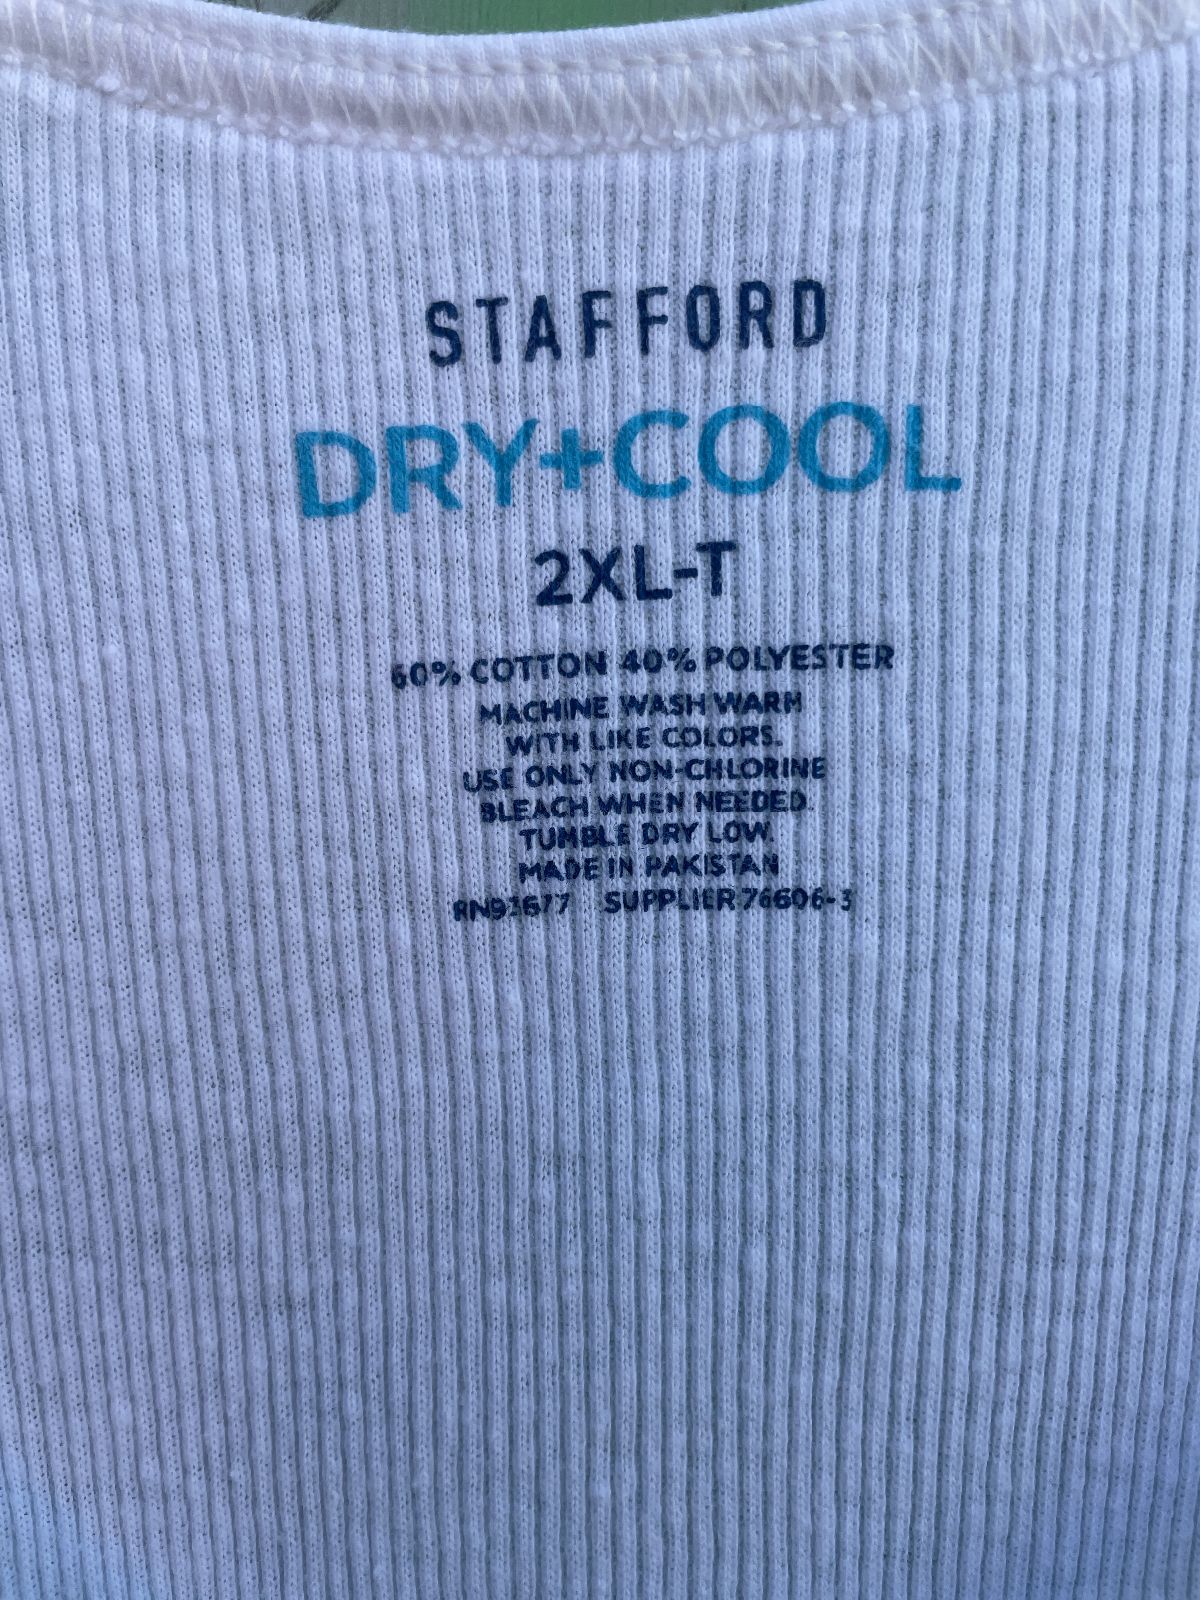 STAFFORD
DRY+COOL
2XL-T
60% COTTON 40% POLYESTER
MACHINE WASH WARM
WITH LIKE COLORS.
USE ONLY NON-CHLORINE
BLEACH WHEN NEEDED.
TUMBLE DRY LOW.
MADE IN PAKISTAN
RN93677 SUPPLIER 76606-3